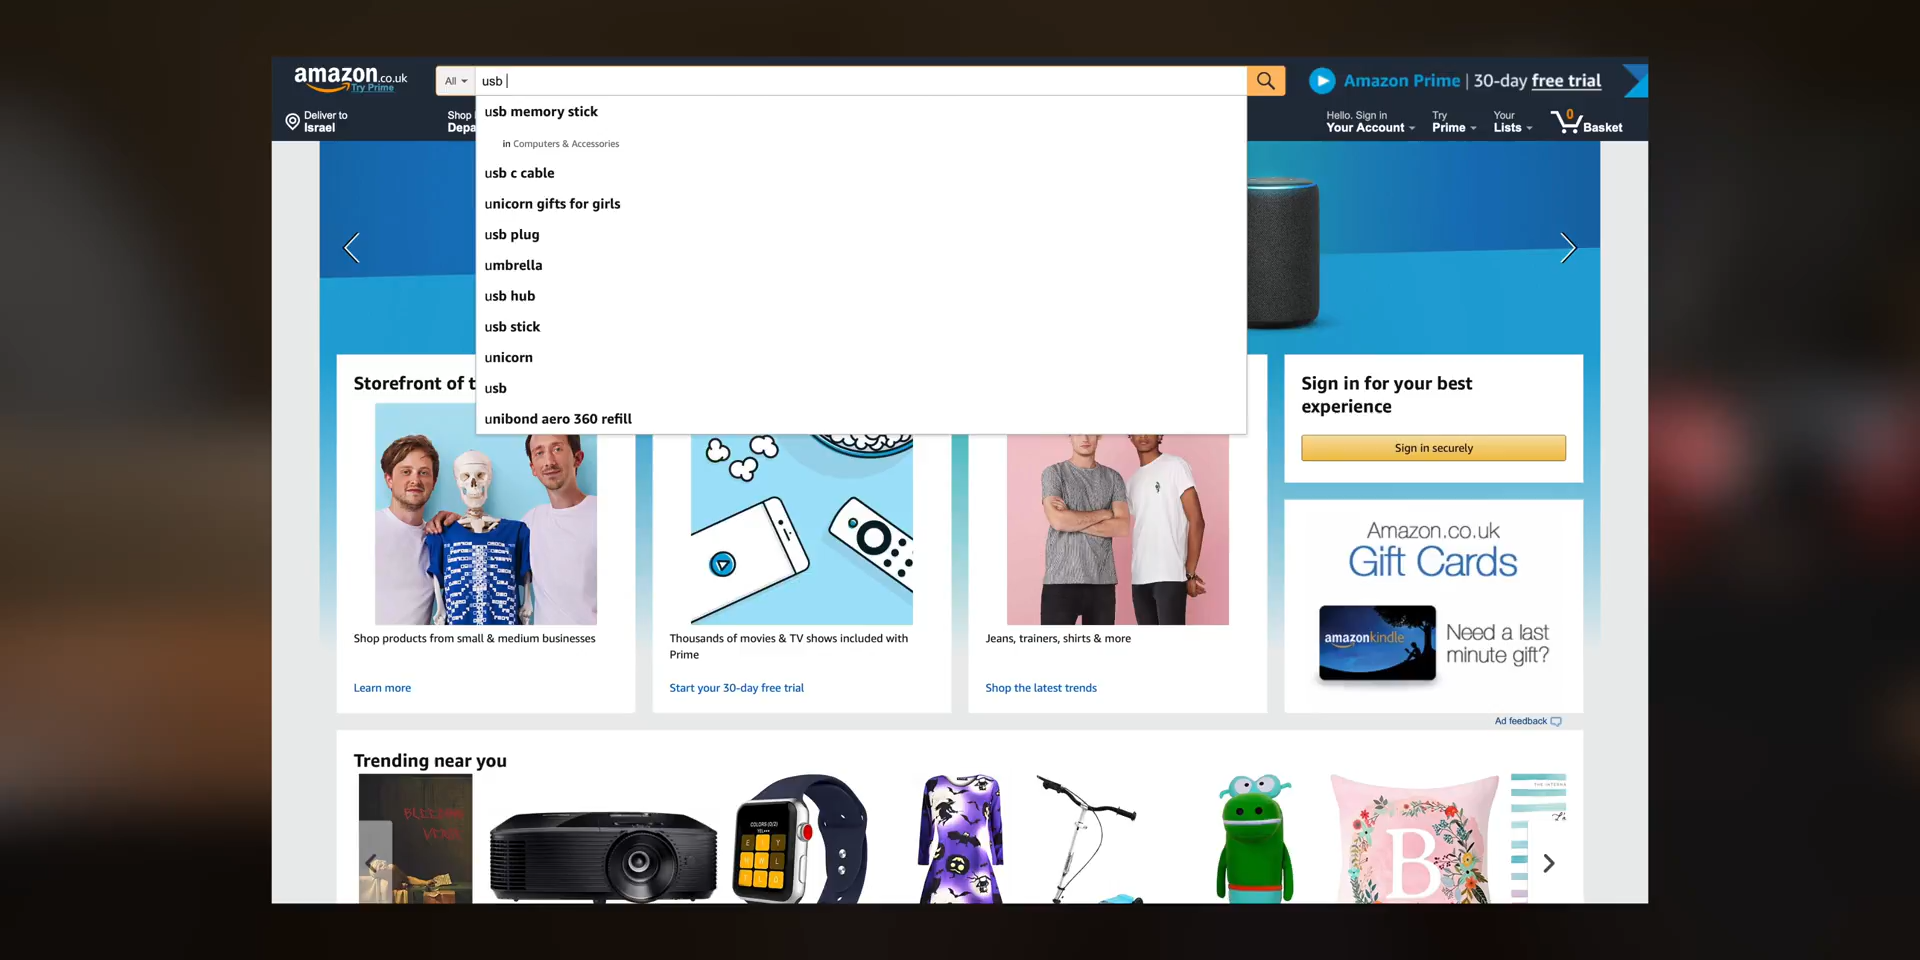 amazon.co.uk
Try Prime
All
usb
Amazon Prime | 30-day free trial
Deliver to
Israel
Shop
Depa
Hello. Sign in
Your Account
Try
Prime
Your
Lists
0
Basket
usb memory stick
in Computers & Accessories
usb c cable
unicorn gifts for girls
usb plug
umbrella
usb hub
usb stick
unicorn
usb
unibond aero 360 refill
Storefront of t
Shop products from small & medium businesses
Learn more
Thousands of movies & TV shows included with
Prime
Start your 30-day free trial
Jeans, trainers, shirts & more
Shop the latest trends
Sign in for your best
experience
Sign in securely
Amazon.co.uk
Gift Cards
amazonkindle
Need a last
minute gift?
Ad feedback
Trending near you
COLORS (0/2)
B